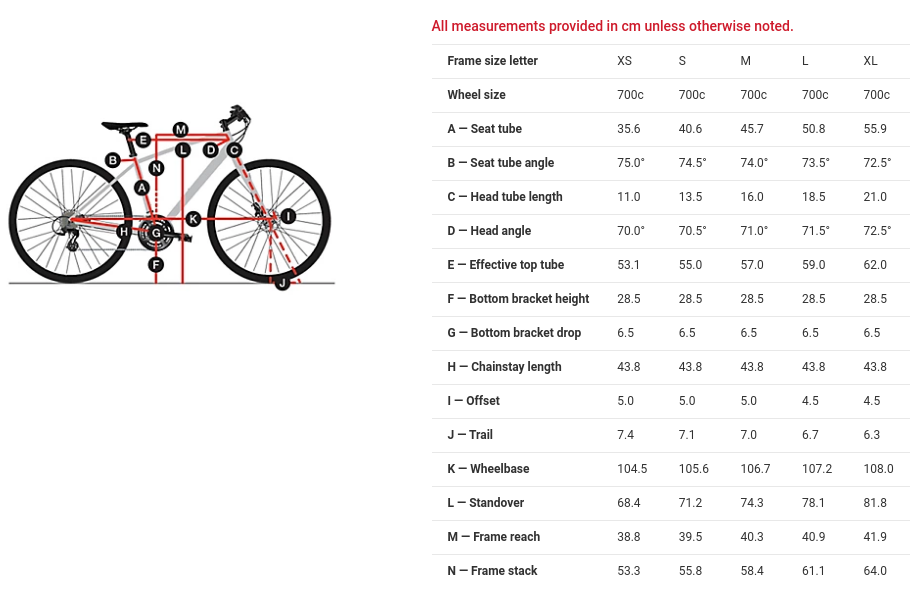 All measurements provided in cm unless otherwise noted.
Frame size letter XS S M L XL
Wheel size 700c 700c 700c 700c 700c
A — Seat tube 35.6 40.6 45.7 50.8 55.9
B — Seat tube angle 75.0° 74.5° 74.0° 73.5° 72.5°
C — Head tube length 11.0 13.5 16.0 18.5 21.0
D — Head angle 70.0° 70.5° 71.0° 71.5° 72.5°
E — Effective top tube 53.1 55.0 57.0 59.0 62.0
F — Bottom bracket height 28.5 28.5 28.5 28.5 28.5
G — Bottom bracket drop 6.5 6.5 6.5 6.5 6.5
H — Chainstay length 43.8 43.8 43.8 43.8 43.8
I — Offset 5.0 5.0 5.0 4.5 4.5
J — Trail 7.4 7.1 7.0 6.7 6.3
K — Wheelbase 104.5 105.6 106.7 107.2 108.0
L — Standover 68.4 71.2 74.3 78.1 81.8
M — Frame reach 38.8 39.5 40.3 40.9 41.9
N — Frame stack 53.3 55.8 58.4 61.1 64.0
M
E
L
D
C
B
N
A
I
K
H
G
F
J